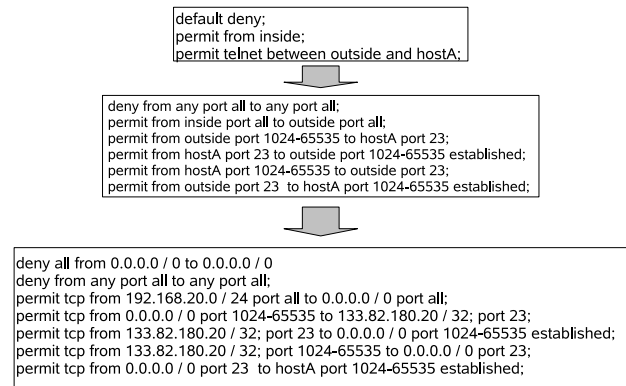 default deny;
permit from inside;
permit telnet between outside and hostA;
deny from any port all to any port all;
permit from inside port all to outside port all;
permit from outside port 1024-65535 to hostA port 23;
permit from hostA port 23 to outside port 1024-65535 established;
permit from hostA port 1024-65535 to outside port 23;
permit from outside port 23 to hostA port 1024-65535 established;
deny all from 0.0.0.0 / 0 to 0.0.0.0 / 0
deny from any port all to any port all;
permit tcp from 192.168.20.0 / 24 port all to 0.0.0.0 / 0 port all;
permit tcp from 0.0.0.0 / 0 port 1024-65535 to 133.82.180.20 / 32; port 23;
permit tcp from 133.82.180.20 / 32; port 23 to 0.0.0.0 / 0 port 1024-65535 established;
permit tcp from 133.82.180.20 / 32; port 1024-65535 to 0.0.0.0 / 0 port 23;
permit tcp from 0.0.0.0 / 0 port 23 to hostA port 1024-65535 established;